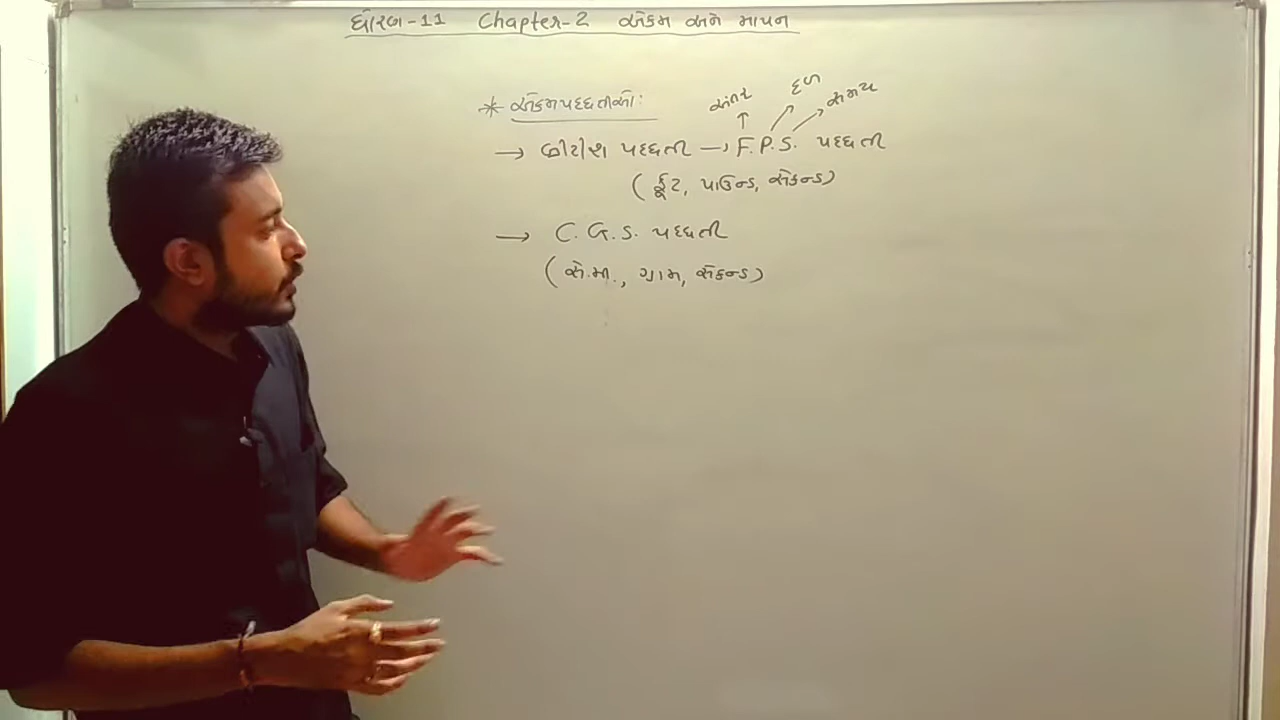 ધોરણ-11 Chapter-2 એકમ અને માપન
* એકમપદ્ધતીઓ:
અંતર દળ સમય
→ બ્રીટીશ પદ્ધતી → F.P.S. પદ્ધતી
(ફૂટ, પાઉન્ડ, સેકન્ડ)
→ C.G.S. પદ્ધતી
(સે.મી., ગ્રામ, સેકન્ડ)